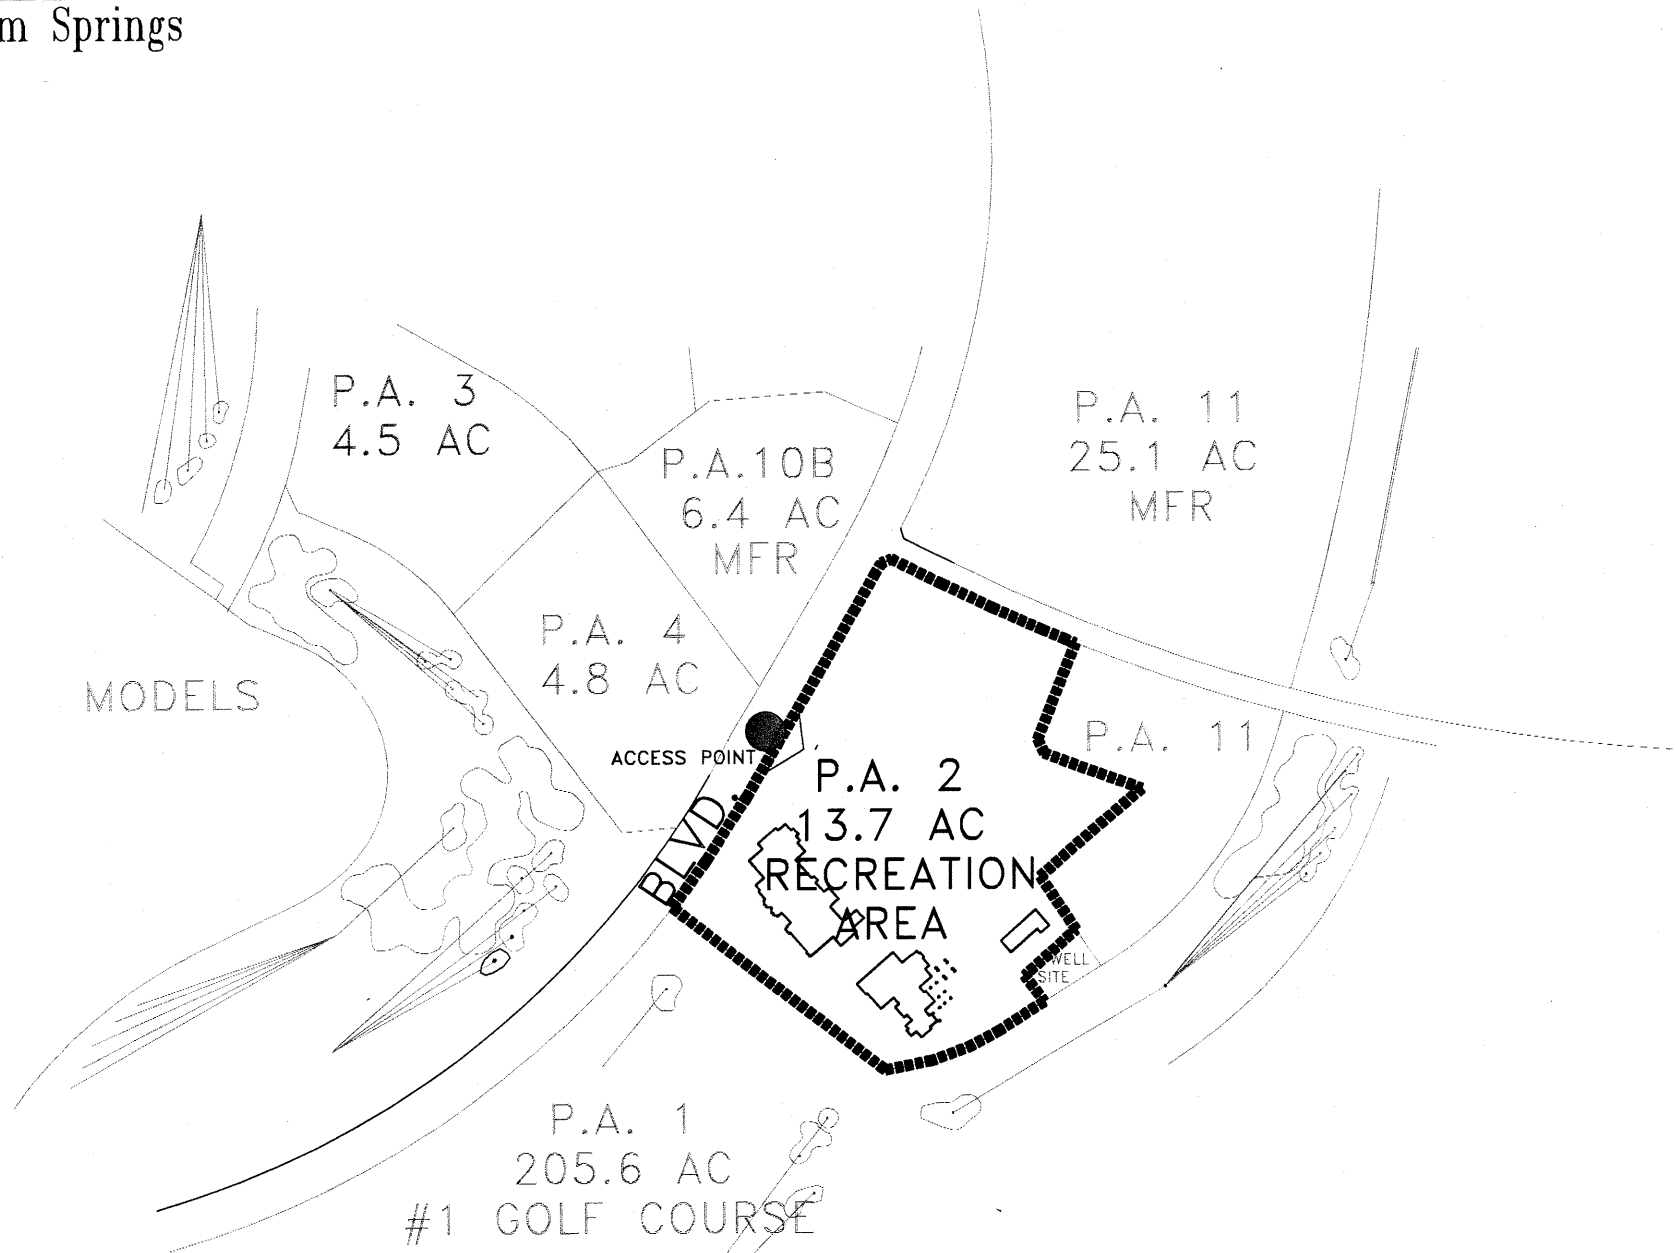 m Springs
P.A. 3
4.5 AC
P.A.10B
6.4 AC
MFR
P.A. 11
25.1 AC
MFR
P.A. 4
4.8 AC
MODELS
ACCESS POINT
P.A. 11
BLVD.
P.A. 2
13.7 AC
RECREATION
AREA
WELL
SITE
P.A. 1
205.6 AC
#1 GOLF COURSE